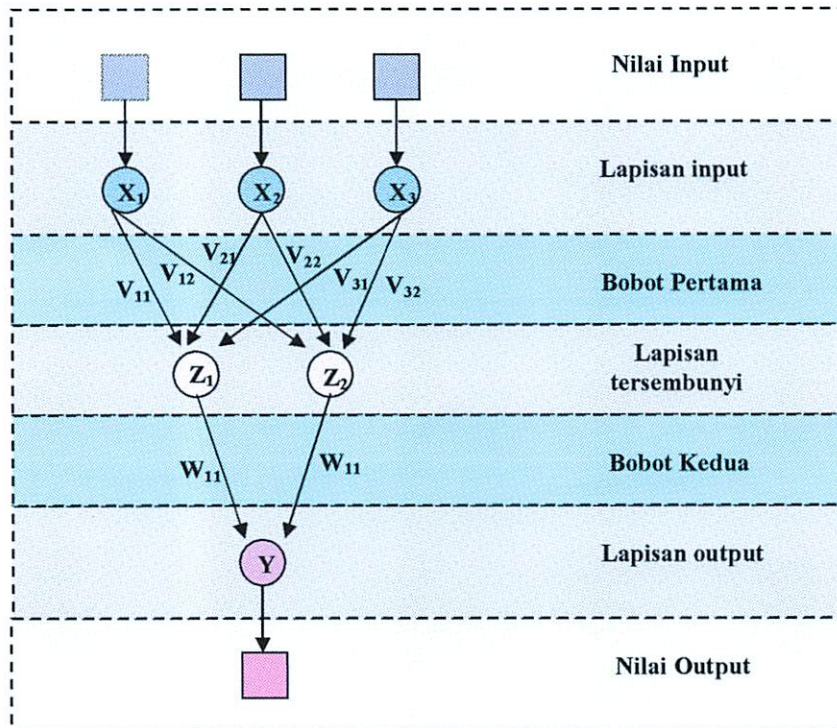 Nilai Input
Lapisan input
X₁ X₂ X₃
V₁₁ V₁₂ V₂₁ V₂₂ V₃₁ V₃₂
Bobot Pertama
Lapisan
tersembunyi
Z₁ Z₂
W₁₁ W₁₁
Bobot Kedua
Lapisan output
Y
Nilai Output